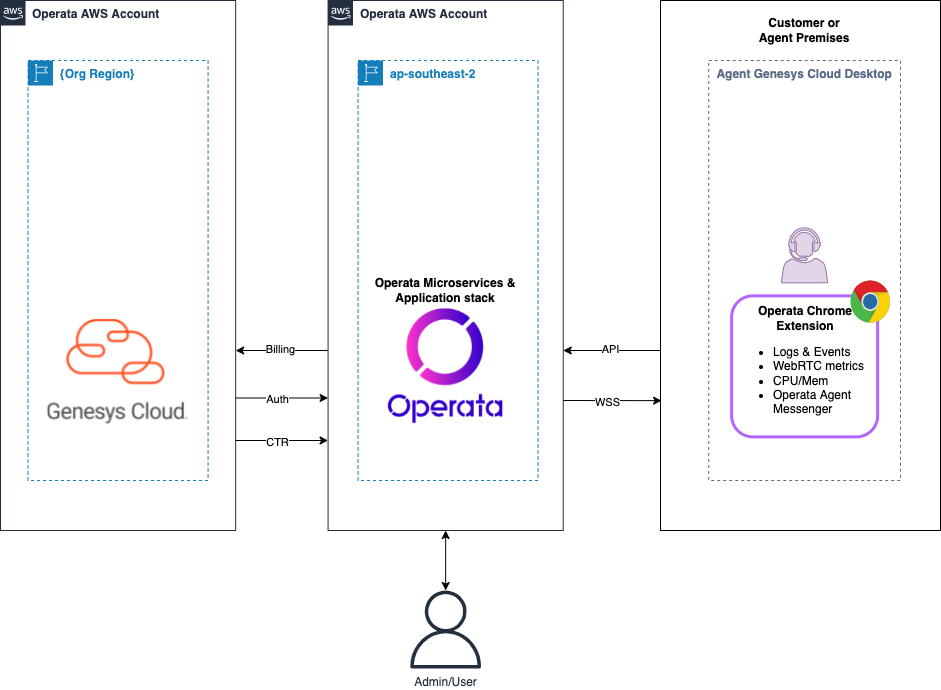 aws
Operata AWS Account
{Org Region}
Genesys Cloud.
Billing
Auth
CTR
aws
Operata AWS Account
ap-southeast-2
Operata Microservices &
Application stack
Operata
API
WSS
Customer or
Agent Premises
Agent Genesys Cloud Desktop
Operata Chrome
Extension
• Logs & Events
• WebRTC metrics
• CPU/Mem
• Operata Agent
Messenger
Admin/User